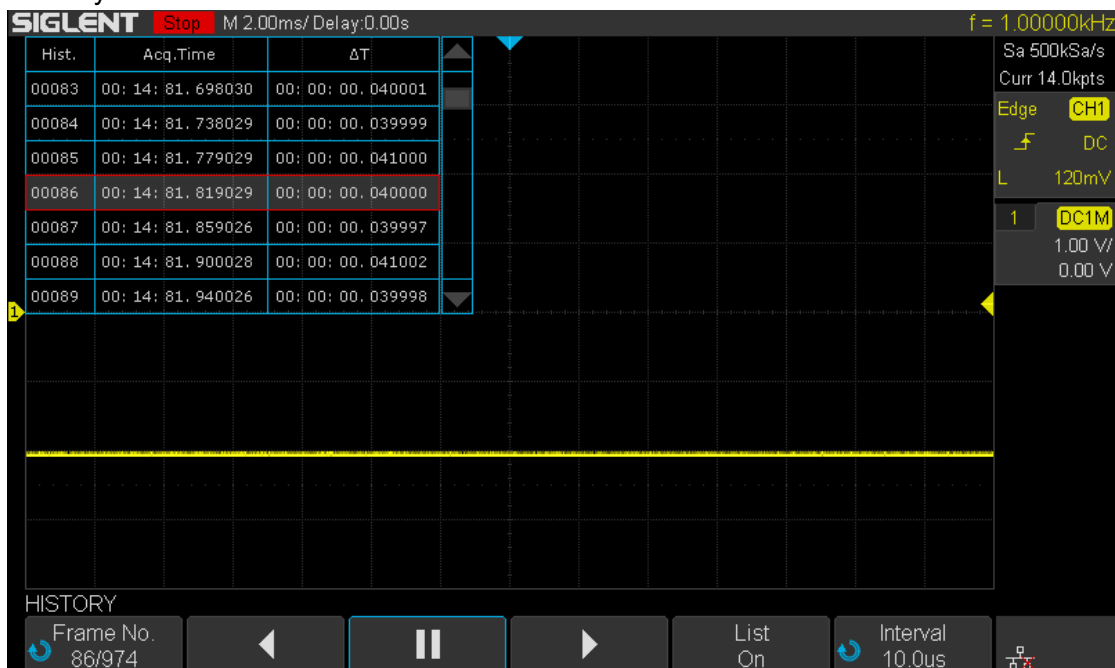 SIGLENT Stop M 2.00ms/ Delay:0.00s f = 1.00000kHz
Sa 500kSa/s
Curr 14.0kpts
Edge CH1
DC
L 120mV
1 DC1M
1.00 V/
0.00 V
Hist. Acq.Time ΔT
00083 00: 14: 81. 698030 00: 00: 00. 040001
00084 00: 14: 81. 738029 00: 00: 00. 039999
00085 00: 14: 81. 779029 00: 00: 00. 041000
00086 00: 14: 81. 819029 00: 00: 00. 040000
00087 00: 14: 81. 859026 00: 00: 00. 039997
00088 00: 14: 81. 900028 00: 00: 00. 041002
00089 00: 14: 81. 940026 00: 00: 00. 039998
1
HISTORY
Frame No.
86/974
List
On
Interval
10.0us